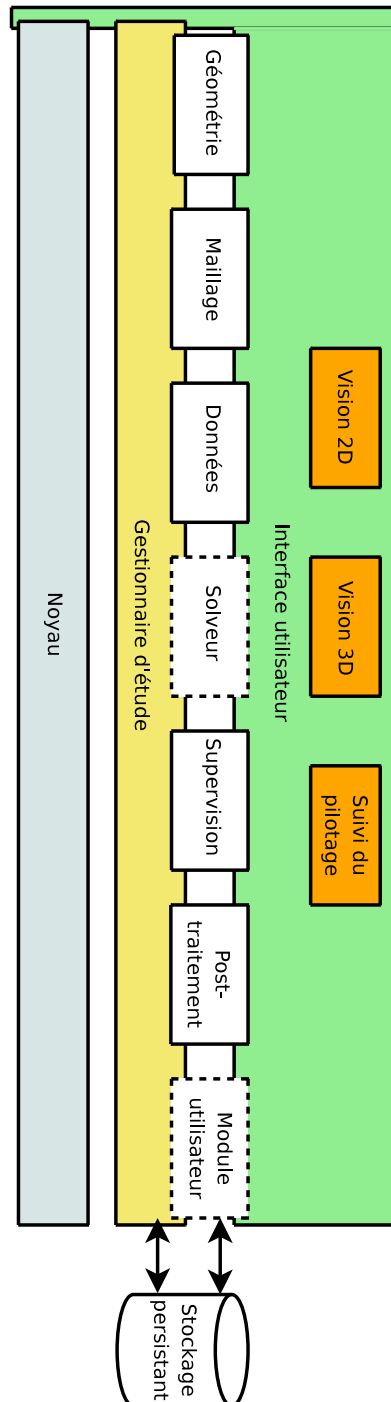 Vision 2D
Vision 3D
Suivi du
pilotage
Interface utilisateur
Géométrie
Maillage
Données
Solveur
Supervision
Post-
traitement
Module
utilisateur
Gestionnaire d'étude
Stockage
persistant
Noyau